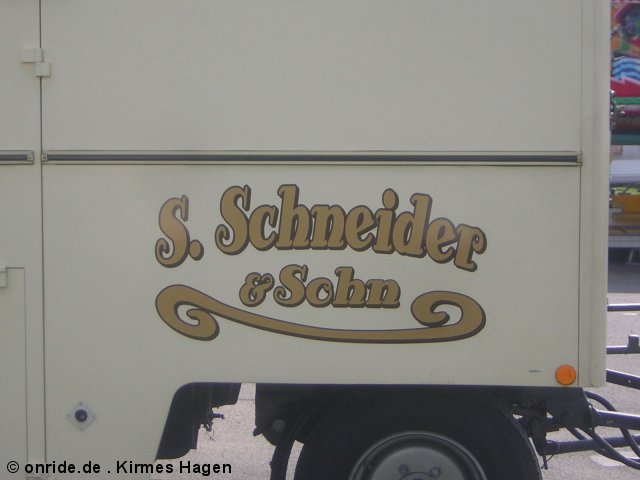 S. Schneider
& Sohn
© onride.de . Kirmes Hagen